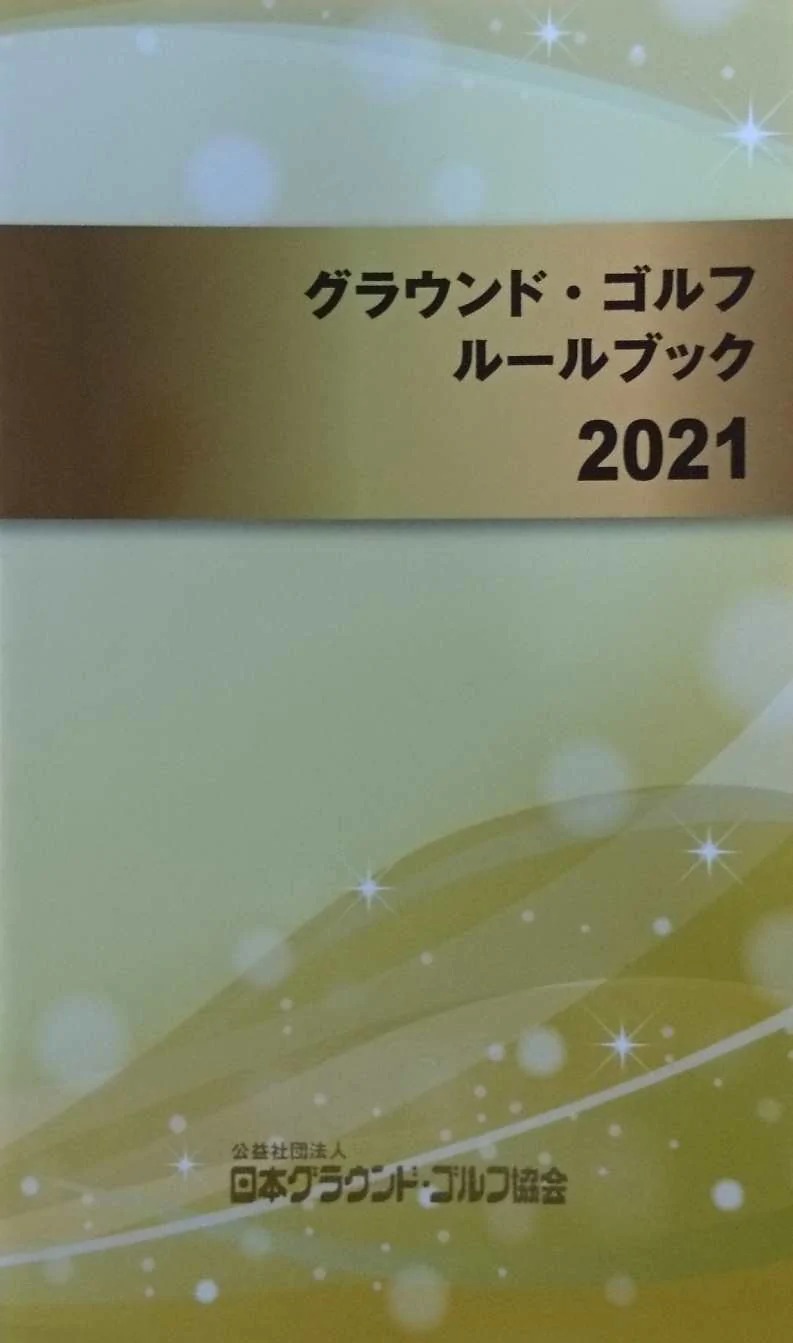 グラウンド・ゴルフ
ルールブック
2021
公益社団法人
日本グラウンド・ゴルフ協会